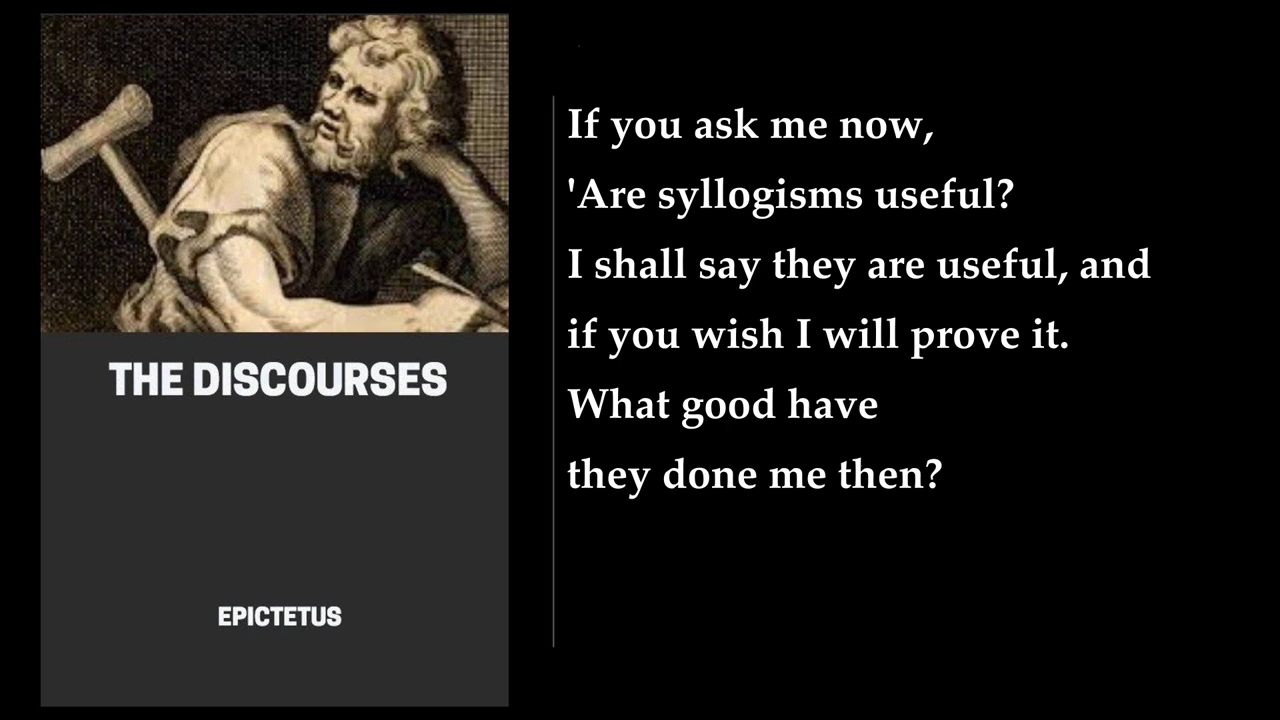 THE DISCOURSES
EPICTETUS
If you ask me now,
'Are syllogisms useful?
I shall say they are useful, and
if you wish I will prove it.
What good have
they done me then?